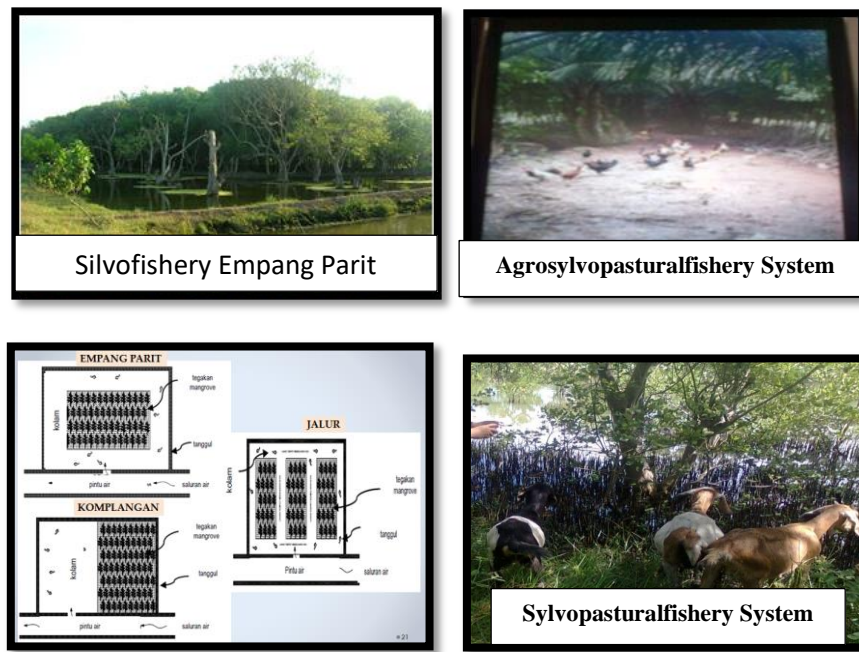 Silvofishery Empang Parit
Agrosylvopasturalfishery System
EMPANG PARIT
tegakan
mangrove
kolam
tanggul
pintu air
saluran air
KOMPLANGAN
tegakan
mangrove
kolam
tanggul
pintu air
saluran air
JALUR
kolam
tegakan
mangrove
tanggul
Pintu air
saluran air
21
Sylvopasturalfishery System